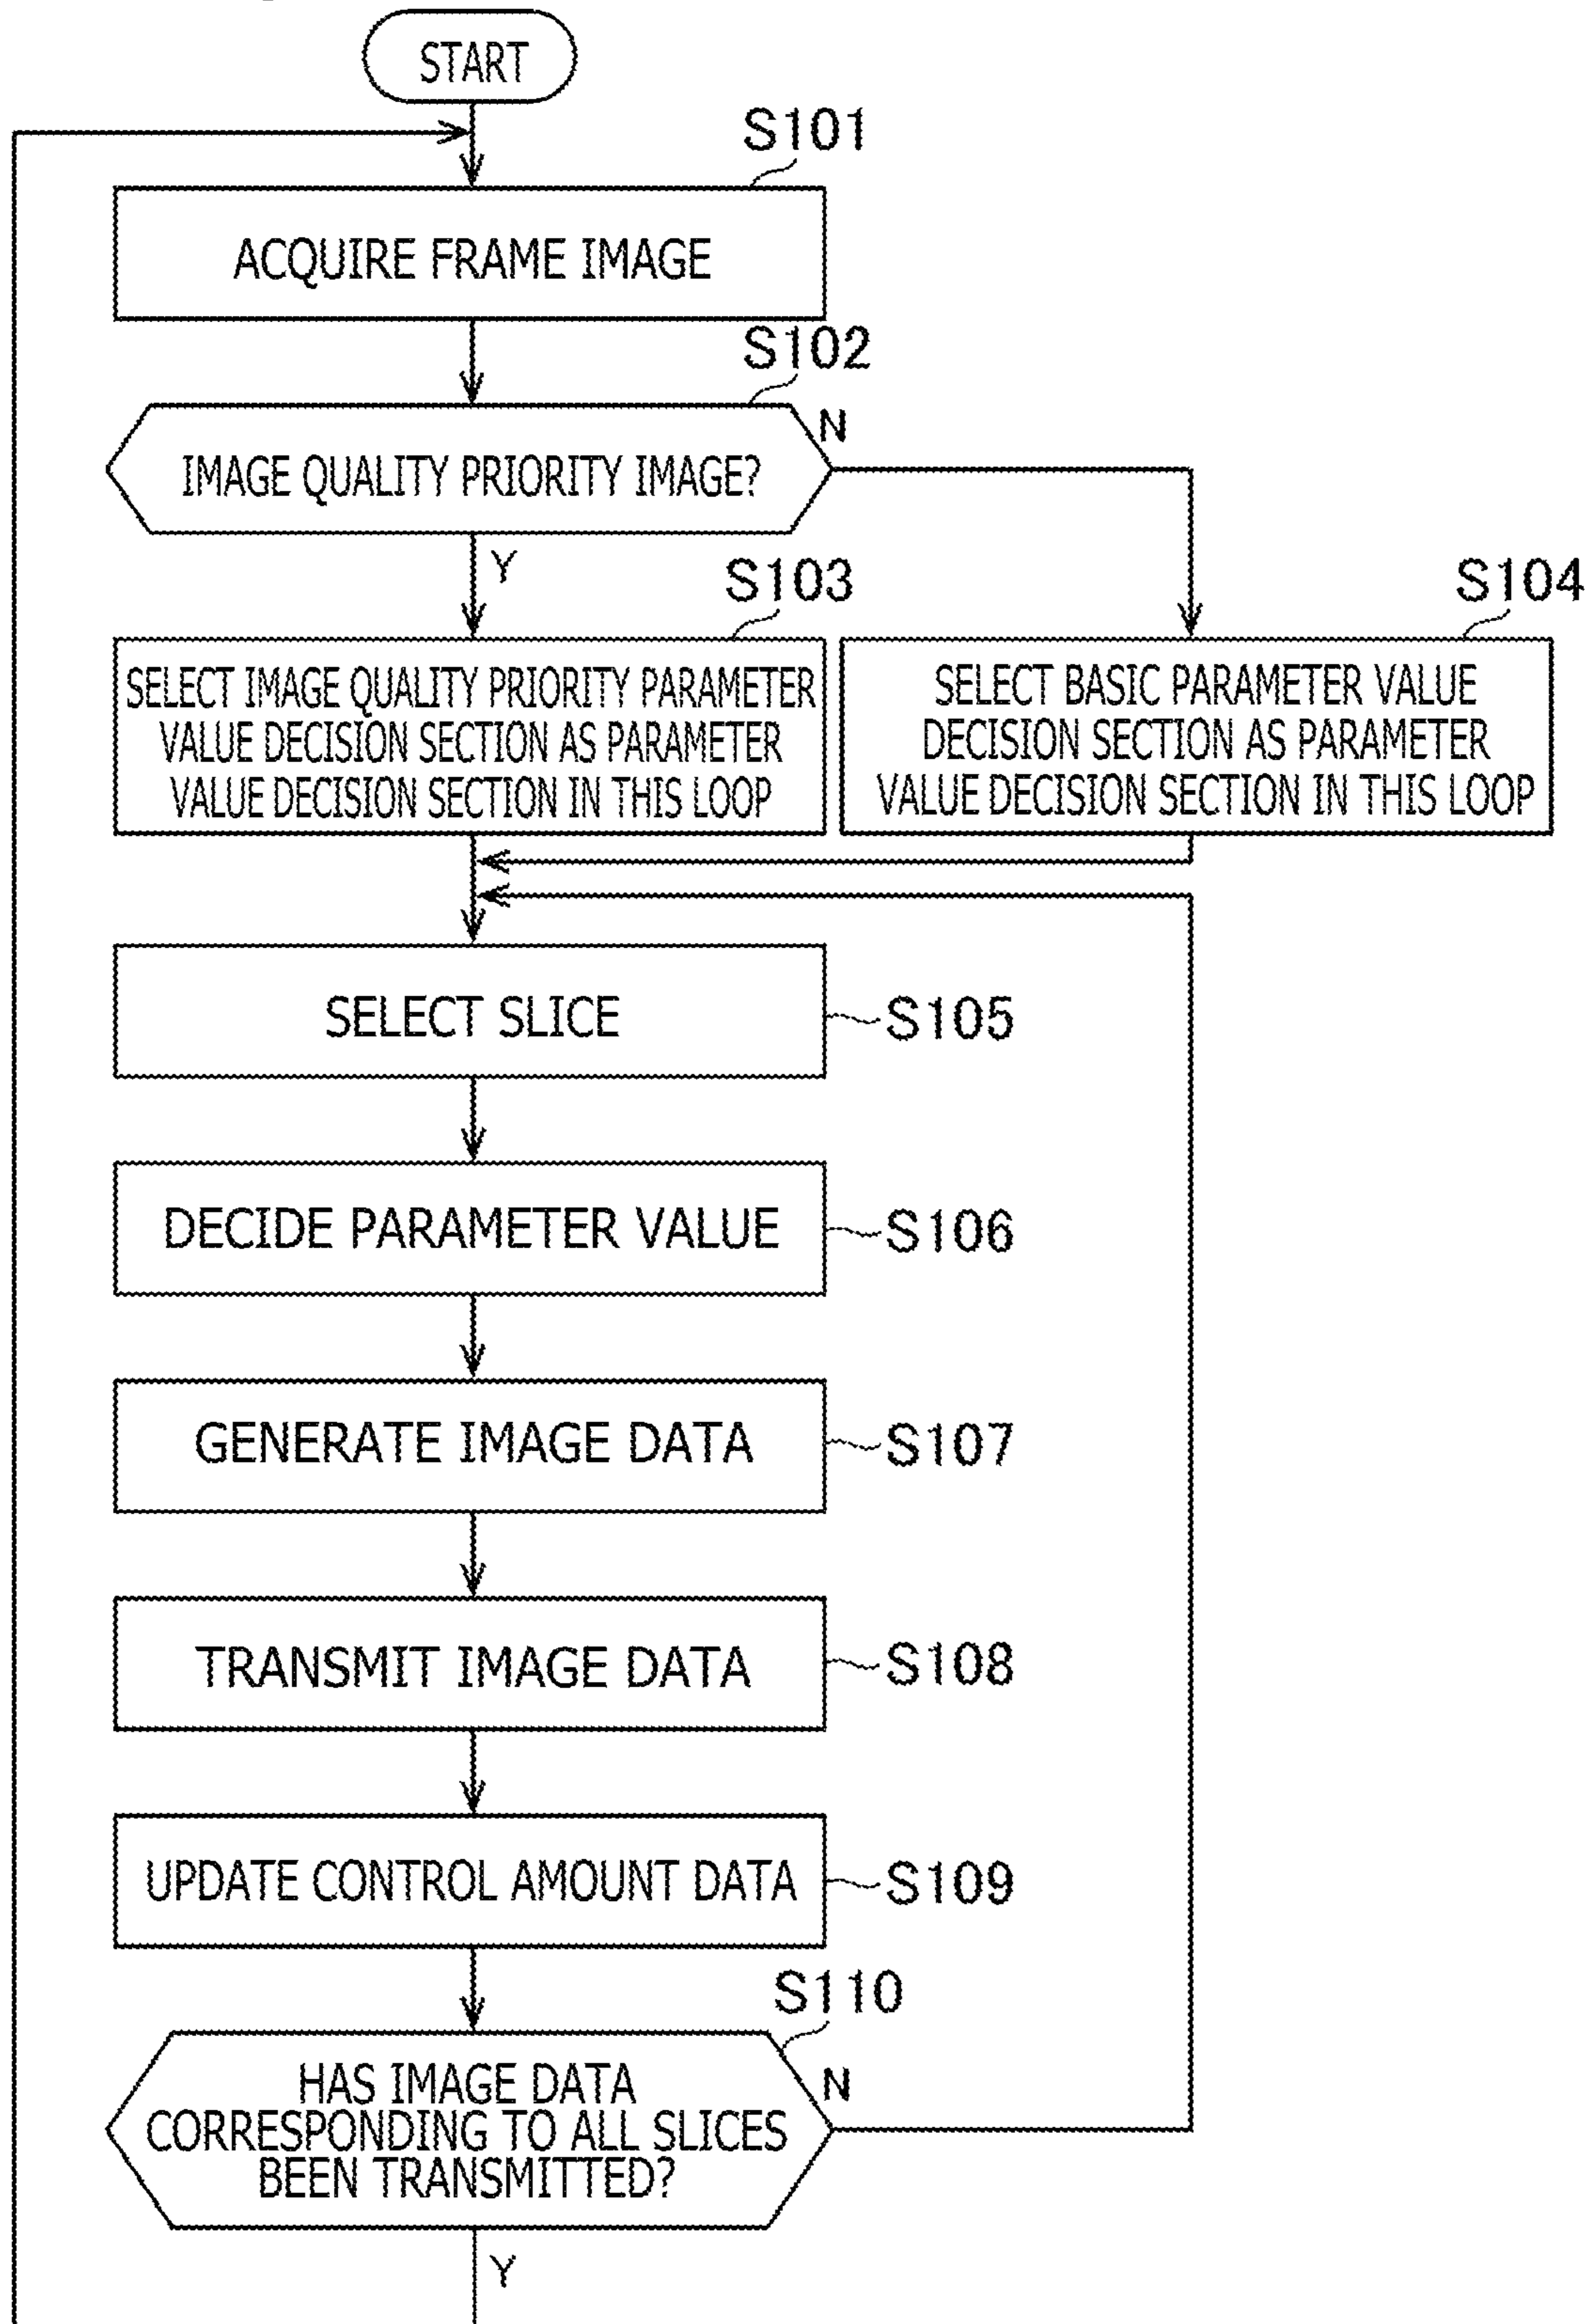 START
S101
ACQUIRE FRAME IMAGE
S102
IMAGE QUALITY PRIORITY IMAGE?
N
Y
S103
SELECT IMAGE QUALITY PRIORITY PARAMETER
VALUE DECISION SECTION AS PARAMETER
VALUE DECISION SECTION IN THIS LOOP
S104
SELECT BASIC PARAMETER VALUE
DECISION SECTION AS PARAMETER
VALUE DECISION SECTION IN THIS LOOP
SELECT SLICE
S105
DECIDE PARAMETER VALUE
S106
GENERATE IMAGE DATA
S107
TRANSMIT IMAGE DATA
S108
UPDATE CONTROL AMOUNT DATA
S109
S110
HAS IMAGE DATA
CORRESPONDING TO ALL SLICES
BEEN TRANSMITTED?
N
Y